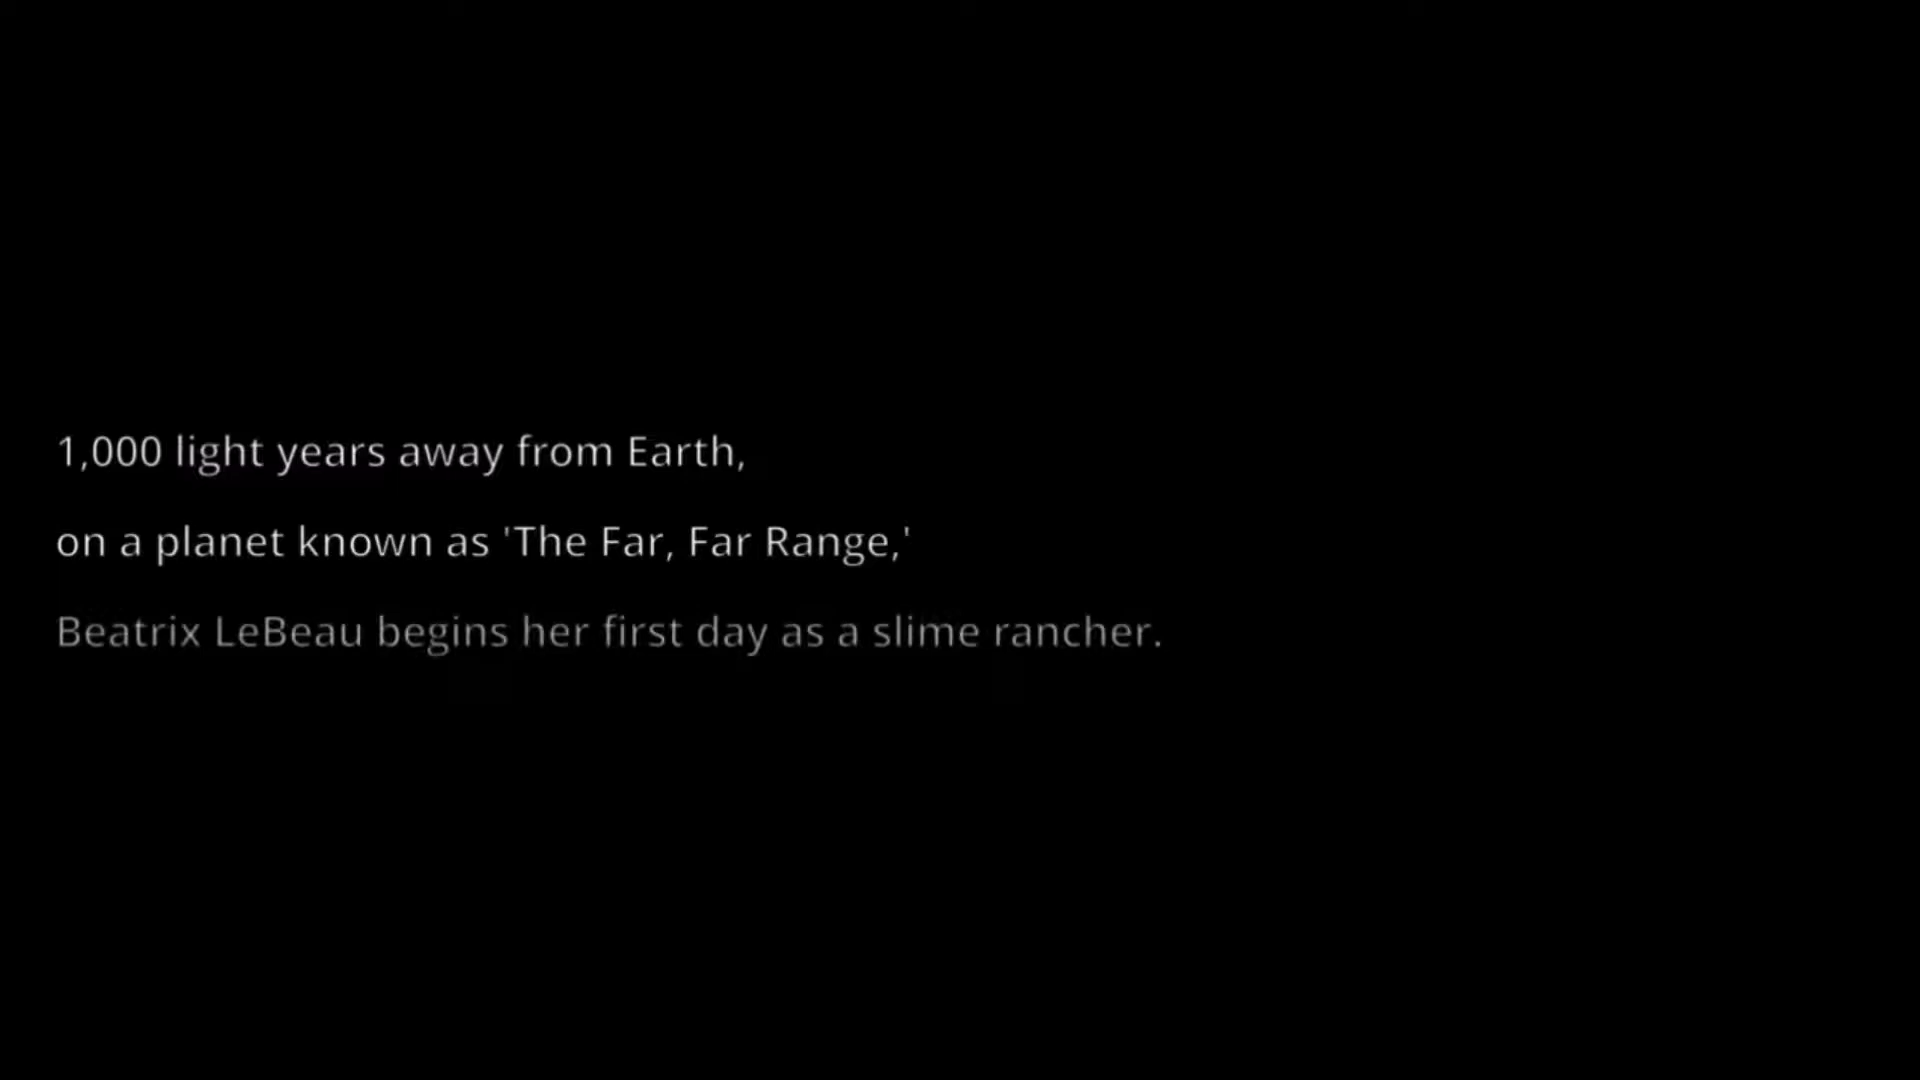 1,000 light years away from Earth,
on a planet known as 'The Far, Far Range,'
Beatrix LeBeau begins her first day as a slime rancher.